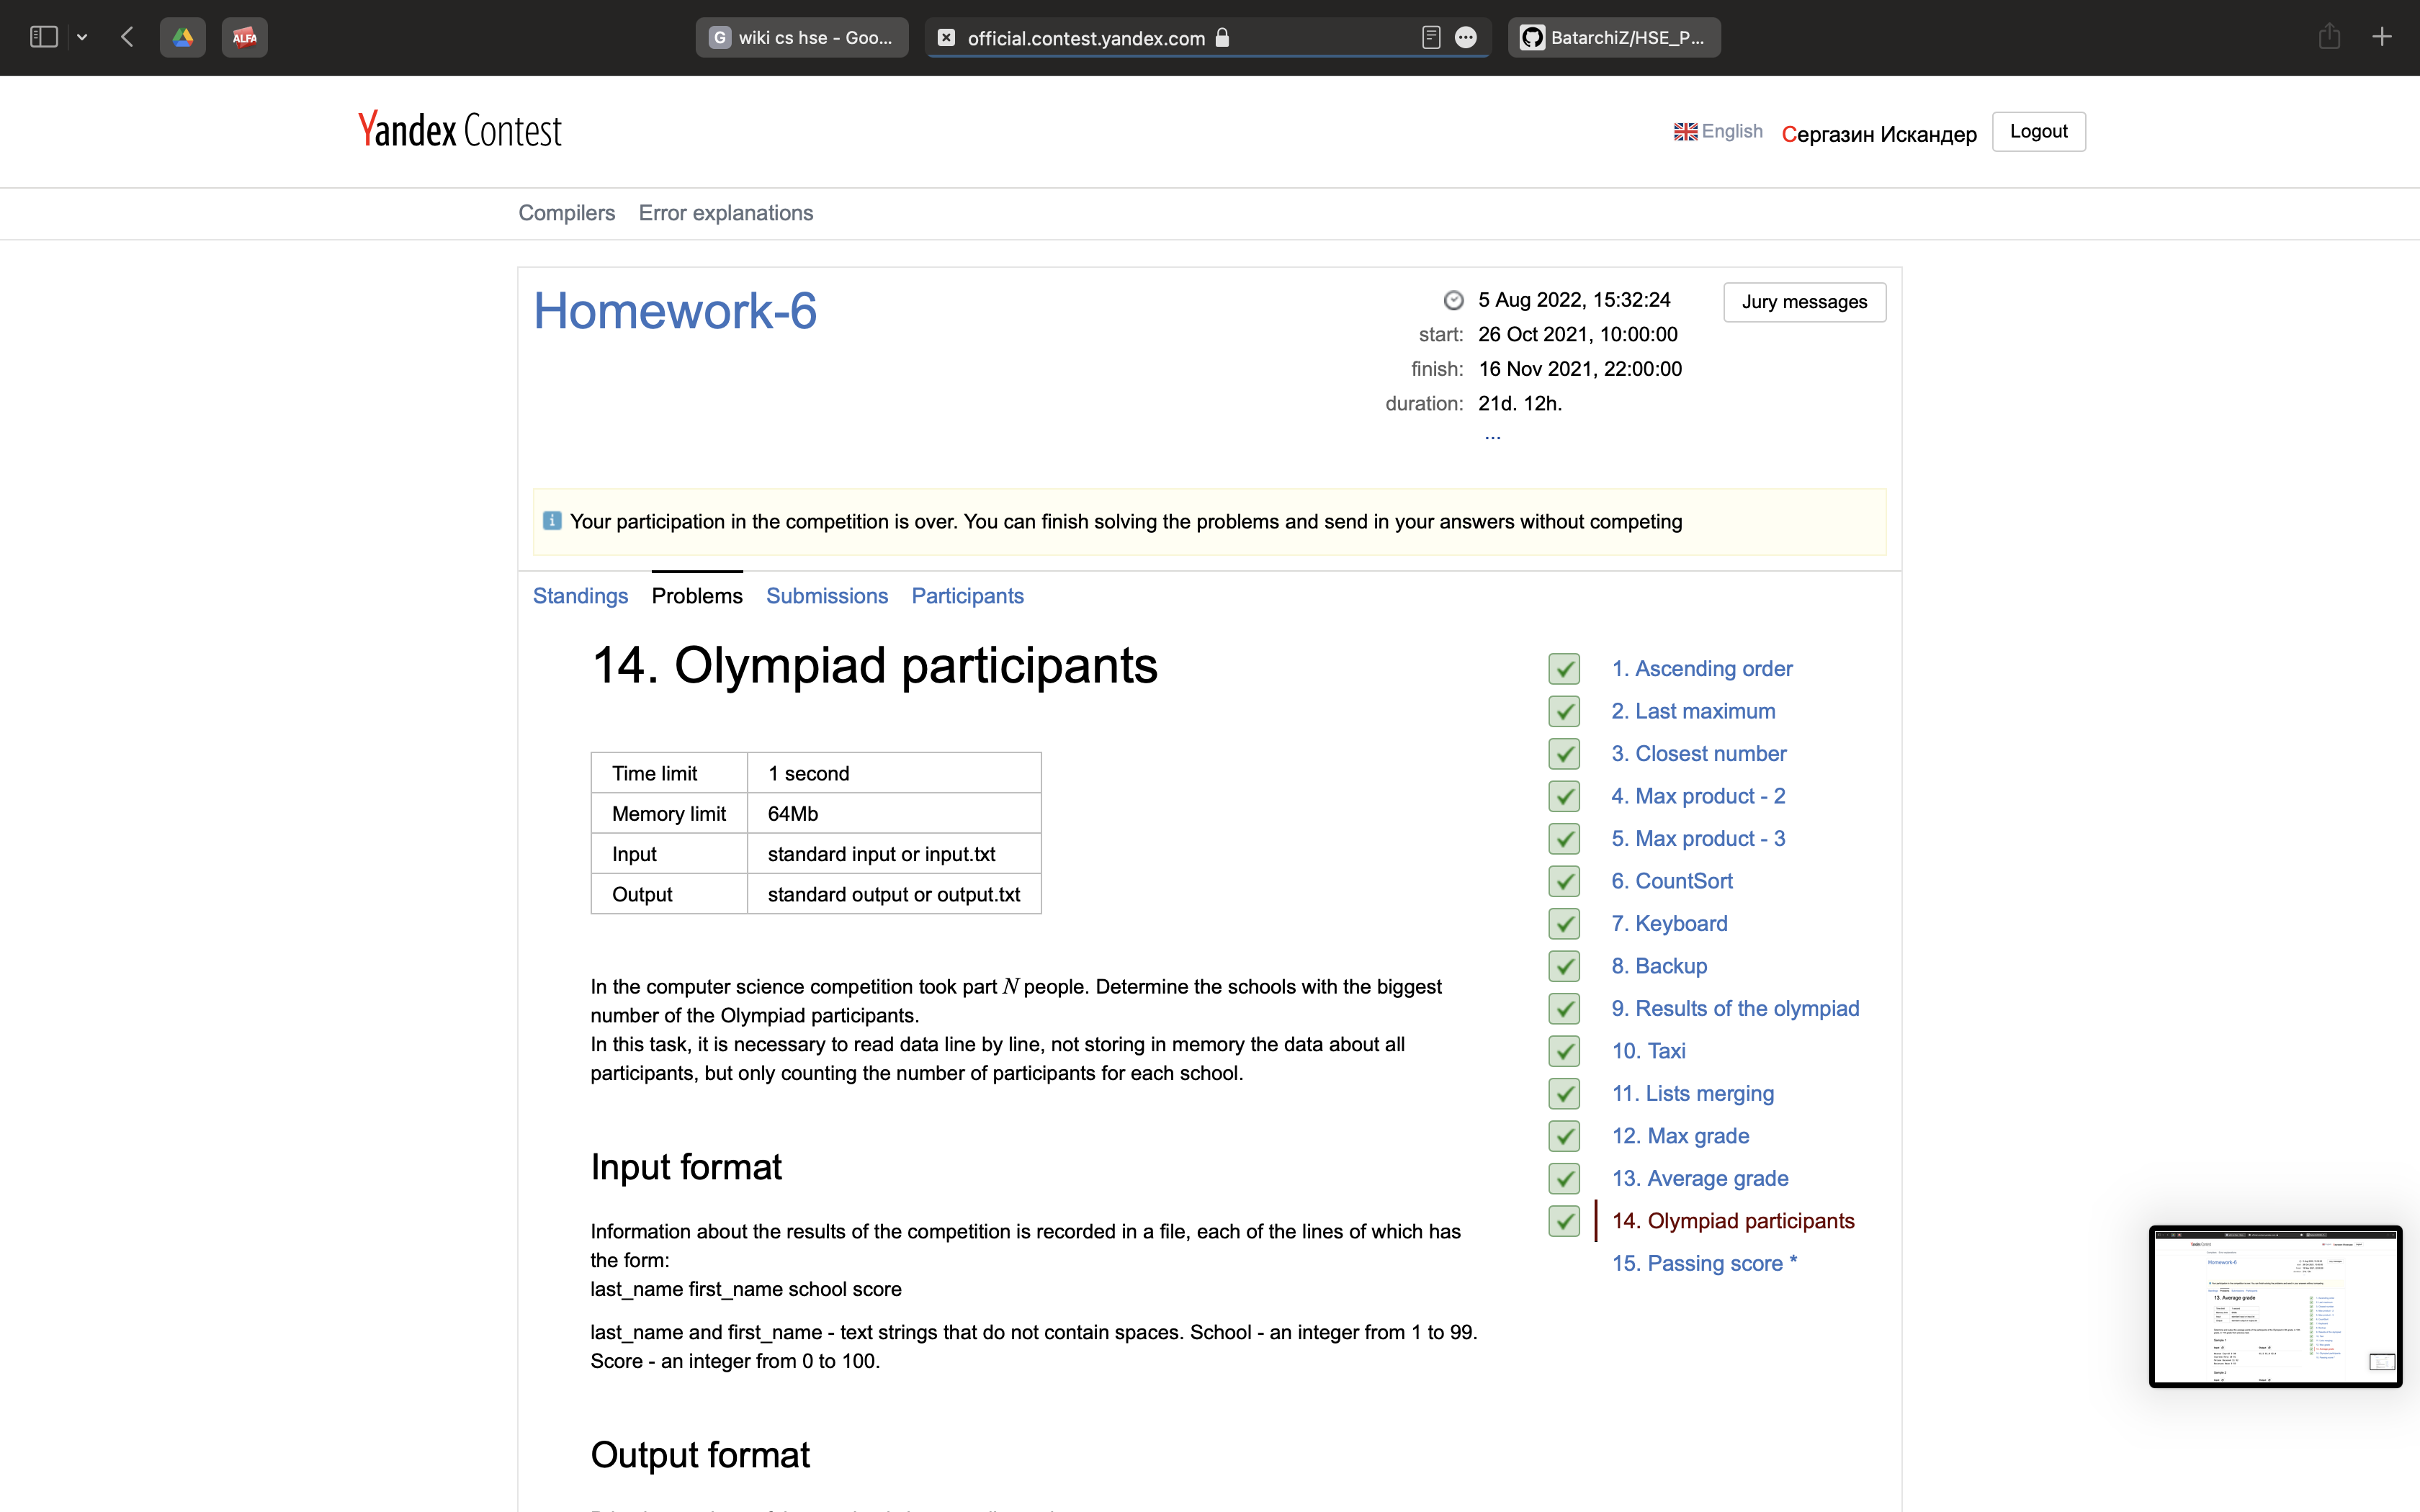 ALFA
G wiki cs hse - Goo...
official.contest.yandex.com
BatarchiZ/HSE_P...
Yandex Contest
English
Сергазин Искандер
Logout
Compilers
Error explanations
Homework-6
5 Aug 2022, 15:32:24
Jury messages
start: 26 Oct 2021, 10:00:00
finish: 16 Nov 2021, 22:00:00
duration: 21d. 12h.
...
Your participation in the competition is over. You can finish solving the problems and send in your answers without competing
Standings Problems Submissions Participants
14. Olympiad participants
Time limit 1 second
Memory limit 64Mb
Input standard input or input.txt
Output standard output or output.txt
In the computer science competition took part N people. Determine the schools with the biggest
number of the Olympiad participants.
In this task, it is necessary to read data line by line, not storing in memory the data about all
participants, but only counting the number of participants for each school.
Input format
Information about the results of the competition is recorded in a file, each of the lines of which has
the form:
last_name first_name school score
last_name and first_name - text strings that do not contain spaces. School - an integer from 1 to 99.
Score - an integer from 0 to 100.
Output format
1. Ascending order
2. Last maximum
3. Closest number
4. Max product - 2
5. Max product - 3
6. CountSort
7. Keyboard
8. Backup
9. Results of the olympiad
10. Taxi
11. Lists merging
12. Max grade
13. Average grade
14. Olympiad participants
15. Passing score *
Homework-6
13. Average grade